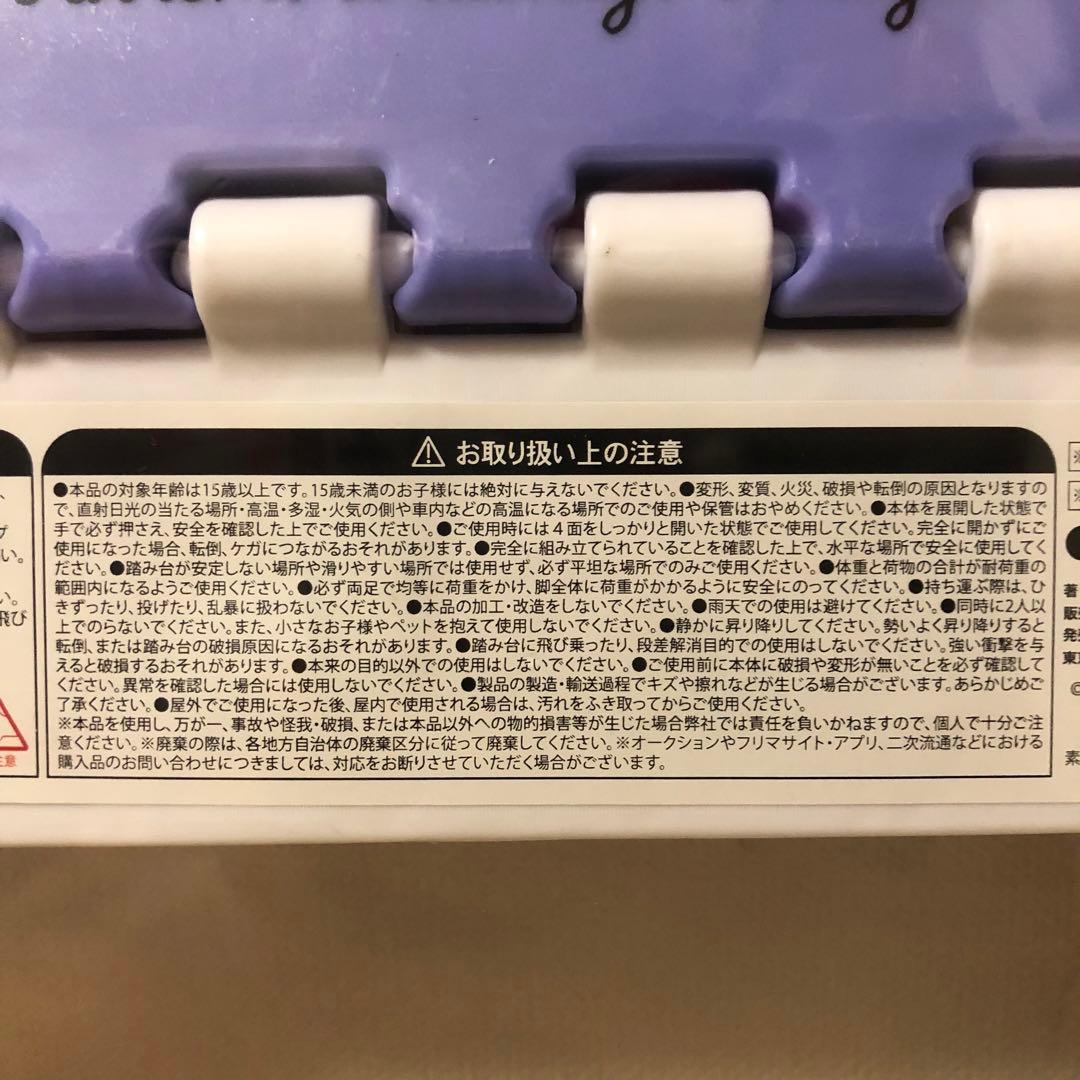 ⚠ お取り扱い上の注意
●本品の対象年齢は15歳以上です。15歳未満のお子様には絶対に与えないでください。●変形、変質、火災、破損や転倒の原因となりますの
で、直射日光の当たる場所・高温・多湿・火気の側や車内などの高温になる場所でのご使用や保管はおやめください。●本体を展開した状態で
手で必ず押さえ、安全を確認した上でご使用ください。●ご使用時には4面をしっかりと開いた状態でご使用してください。完全に開かずにご
使用になった場合、転倒、ケガにつながるおそれがあります。●完全に組み立てられていることを確認した上で、水平な場所で安全に使用してく
ださい。●踏み台が安定しない場所や滑りやすい場所では使用せず、必ず平坦な場所でのみご使用ください。●体重と荷物の合計が耐荷重の
範囲内になるようご使用ください。●必ず両足で均等に荷重をかけ、脚全体に荷重がかかるように安全にのってください。●持ち運ぶ際は、ひ
きずったり、投げたり、乱暴に扱わないでください。●本品の加工・改造をしないでください。●雨天での使用は避けてください。●同時に2人以
上でのらないでください。また、小さなお子様やペットを抱えて使用しないでください。●静かに昇り降りしてください。勢いよく昇り降りすると
転倒、または踏み台の破損原因になるおそれがあります。●踏み台に飛び乗ったり、段差解消目的での使用はしないでください。強い衝撃を与
えると破損するおそれがあります。●本来の目的以外での使用はしないでください。●ご使用前に本体に破損や変形が無いことを必ず確認して
ください。異常を確認した場合には使用しないでください。●製品の製造・輸送過程でキズや擦れなどが生じる場合がございます。あらかじめご
了承ください。●屋外でご使用になった後、屋内で使用される場合は、汚れをふき取ってからご使用ください。
※本品を使用し、万が一、事故や怪我・破損、または本品以外への物的損害等が生じた場合弊社では責任を負いかねますので、個人で十分ご注
意ください。※廃棄の際は、各地方自治体の廃棄区分に従って廃棄してください。※オークションやフリマサイト・アプリ、二次流通などにおける
購入品のお問い合わせにつきましては、対応をお断りさせていただく場合がございます。